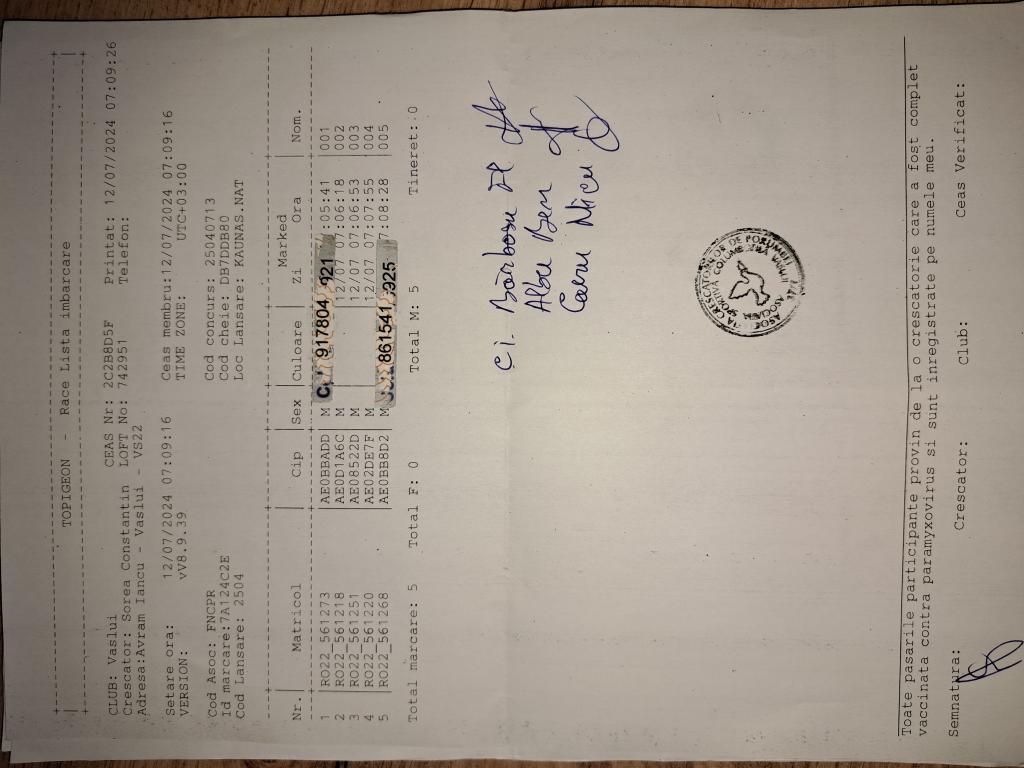 TOPIGEON - Race Lista imbarcare
CLUB: Vaslui CEAS Nr: 2C2B8D5F Printat: 12/07/2024 07:09:26
Crescator: Sorea Constantin LOFT No: 742951 Telefon:
Adresa:Avram Iancu - Vaslui - VS22
Setare ora: 12/07/2024 07:09:16 Ceas membru:12/07/2024 07:09:16
VERSION: vV8.9.39 TIME ZONE: UTC+03:00
Cod Asoc: FNCPR Cod concurs: 25040713
Id marcare:7A124C2E Cod cheie: DB7DDB80
Cod Lansare: 2504 Loc Lansare: KAUNAS.NAT
Marked
Nr. Matricol Cip Sex Culoare Zi Ora Nom.
1 RO22_561273 AE0BBADD M 917804 921 :05:41 001
2 RO22_561218 AE0D1A6C M 12/07 07:06:18 002
3 RO22_561251 AE08522D M 12/07 07:06:53 003
4 RO22_561220 AE02DE7F M 12/07 07:07:55 004
5 RO22_561268 AE0BB8D2 M 861541 925 :08:28 005
Total marcare: 5 Total F: 0 Total M: 5 Tineret: 0
Albu Ben
Nicu
Toate pasarile participante provin de la o crescatorie care a fost complet
vaccinata contra paramyxovirus si sunt inregistrate pe numele meu.
Semnatura: Crescator: Club: Ceas Verificat: